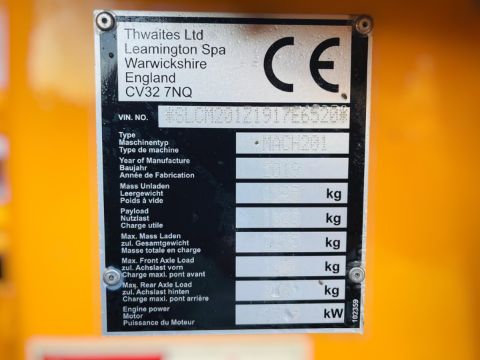 Thwaites Ltd
Leamington Spa
Warwickshire
England
CV32 7NQ
CE
VIN. NO.
Type MACH201
Maschinentyp
Type de machine
Year of Manufacture
Baujahr
Année de Fabrication
Mass Unladen
Leergewicht kg
Poids à vide
Payload
Nutzlast kg
Charge utile
Max. Mass Laden
zul. Gesamtgewicht kg
Masse totale en charge
Max. Front Axle Load
zul. Achslast vorn kg
Charge maxi. pont avant
Max. Rear Axle Load
zul. Achslast hinten kg
Charge maxi. pont arrière
Engine power
Motor kW
Puissance du Moteur
102359